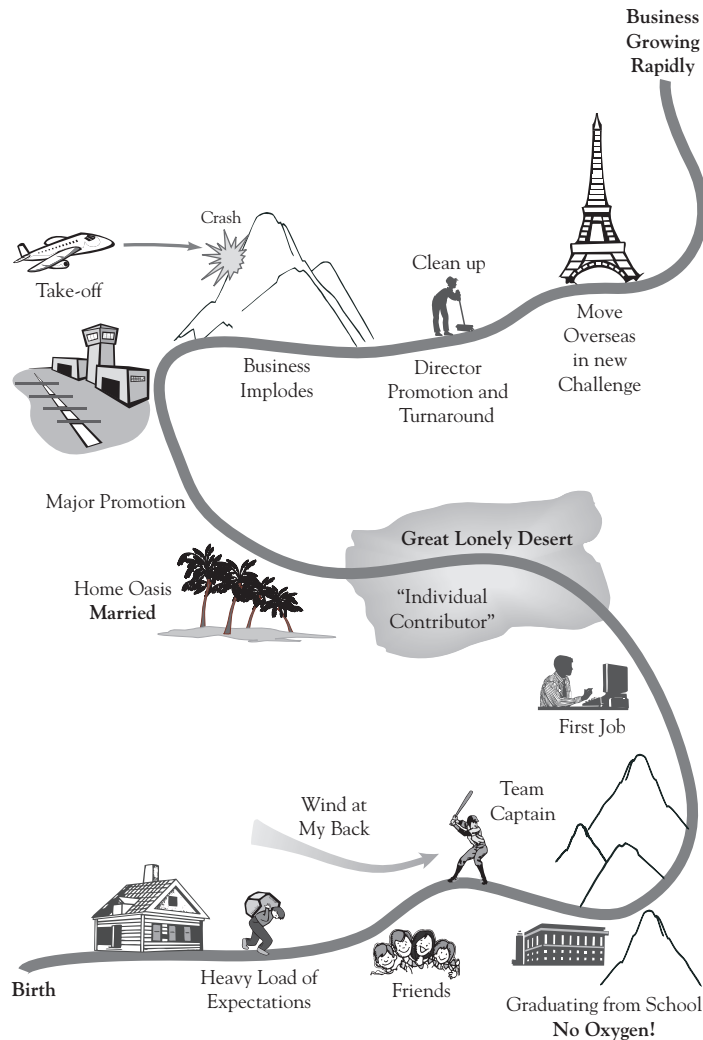 Business
Growing
Rapidly
Crash
Take-off
Clean up
Move
Overseas
in new
Challenge
Business
Implodes
Director
Promotion and
Turnaround
Major Promotion
Great Lonely Desert
Home Oasis
Married
“Individual
Contributor”
First Job
Team
Captain
Wind at
My Back
Birth
Heavy Load of
Expectations
Friends
Graduating from School
No Oxygen!